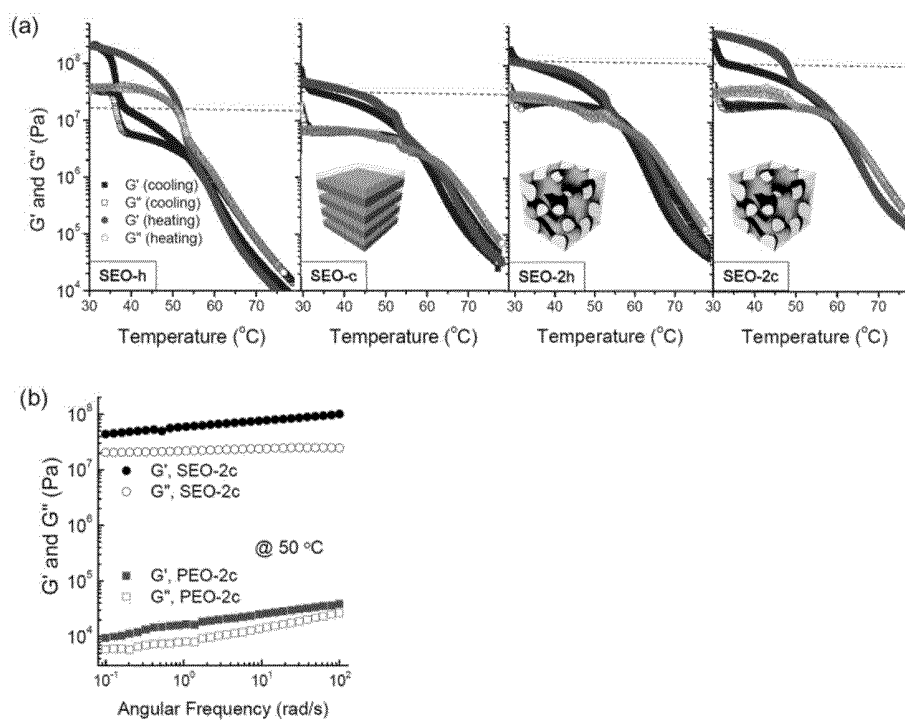 (a)
G' and G" (Pa)
10⁸
10⁷
10⁶
10⁵
10⁴
G' (cooling)
G" (cooling)
G' (heating)
G" (heating)
SEO-h
SEO-c
SEO-2h
SEO-2c
30 40 50 60 70
30 40 50 60 70
30 40 50 60 70
30 40 50 60 70
Temperature (°C)
Temperature (°C)
Temperature (°C)
Temperature (°C)
(b)
G' and G" (Pa)
10⁸
10⁷
10⁶
10⁵
10⁴
G', SEO-2c
G", SEO-2c
@ 50 °C
G', PEO-2c
G", PEO-2c
10⁻¹ 10⁰ 10¹ 10²
Angular Frequency (rad/s)